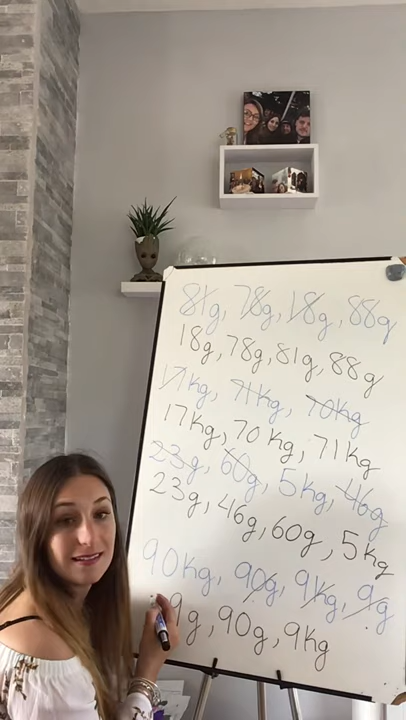 81g, 78g, 18g, 88g
18g, 78g, 81g, 88g
17kg, 71kg, 70kg
17kg, 70kg, 71kg
23g, 60g, 5kg, 46g
23g, 46g, 60g, 5kg
90kg, 90g, 9kg, 9g
9g, 90g, 9kg